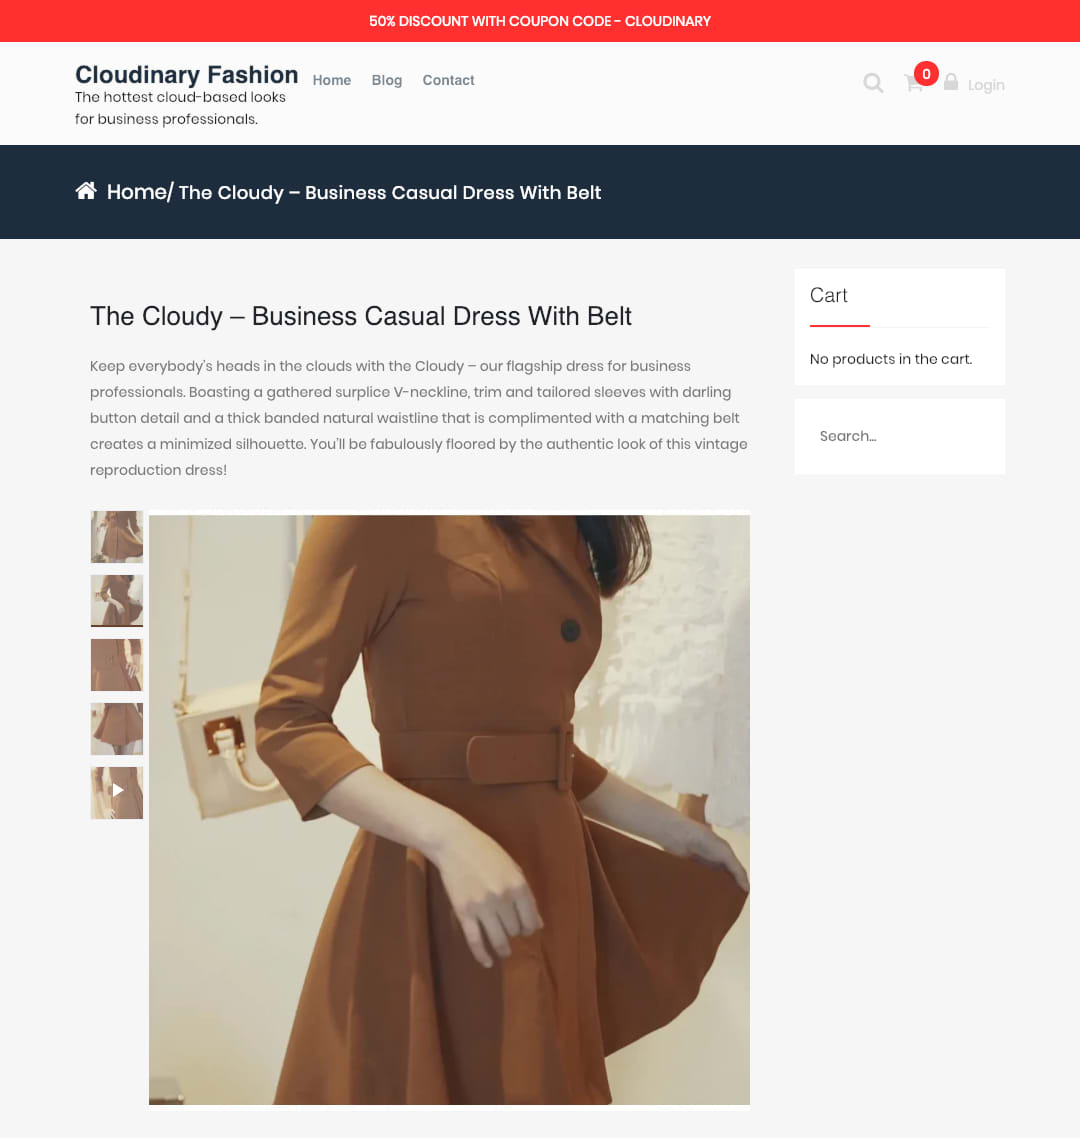 50% DISCOUNT WITH COUPON CODE - CLOUDINARY
Cloudinary Fashion
The hottest cloud-based looks
for business professionals.
Home Blog Contact
0
Login
Home/ The Cloudy – Business Casual Dress With Belt
The Cloudy – Business Casual Dress With Belt
Keep everybody’s heads in the clouds with the Cloudy – our flagship dress for business
professionals. Boasting a gathered surplice V-neckline, trim and tailored sleeves with darling
button detail and a thick banded natural waistline that is complimented with a matching belt
creates a minimized silhouette. You’ll be fabulously floored by the authentic look of this vintage
reproduction dress!
Cart
No products in the cart.
Search…